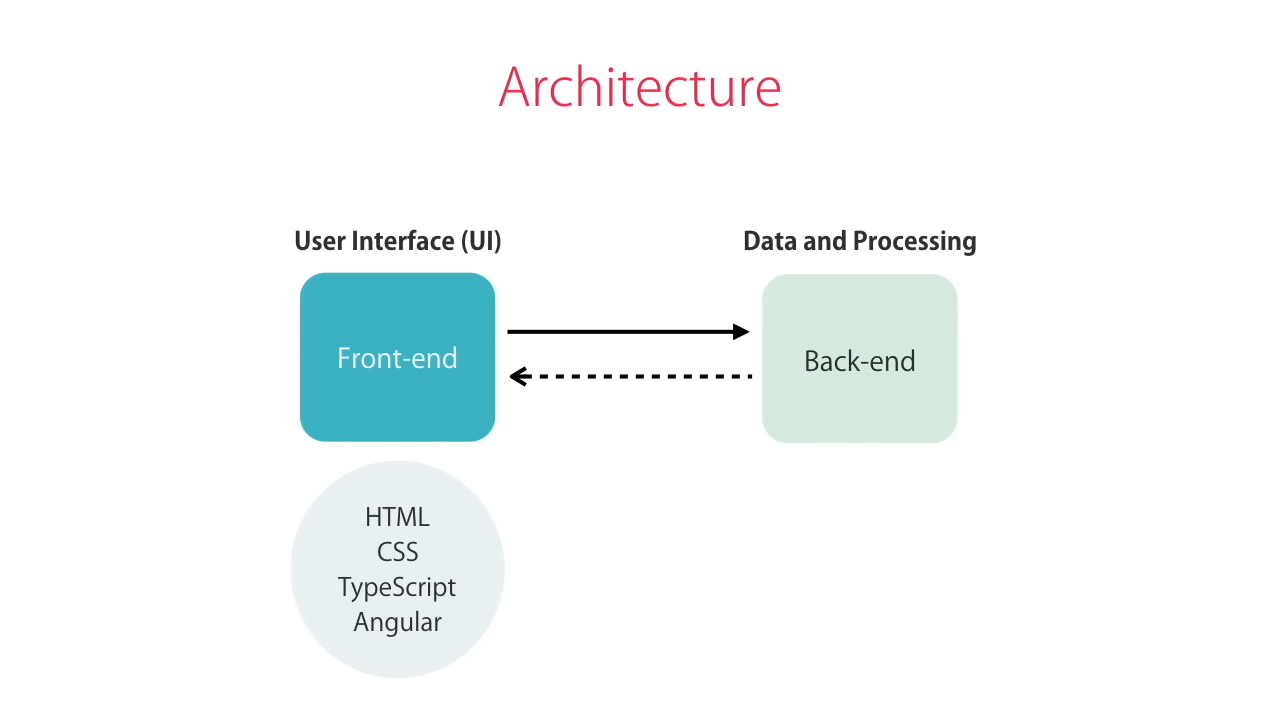 Architecture
User Interface (UI)
Data and Processing
Front-end
Back-end
HTML
CSS
TypeScript
Angular